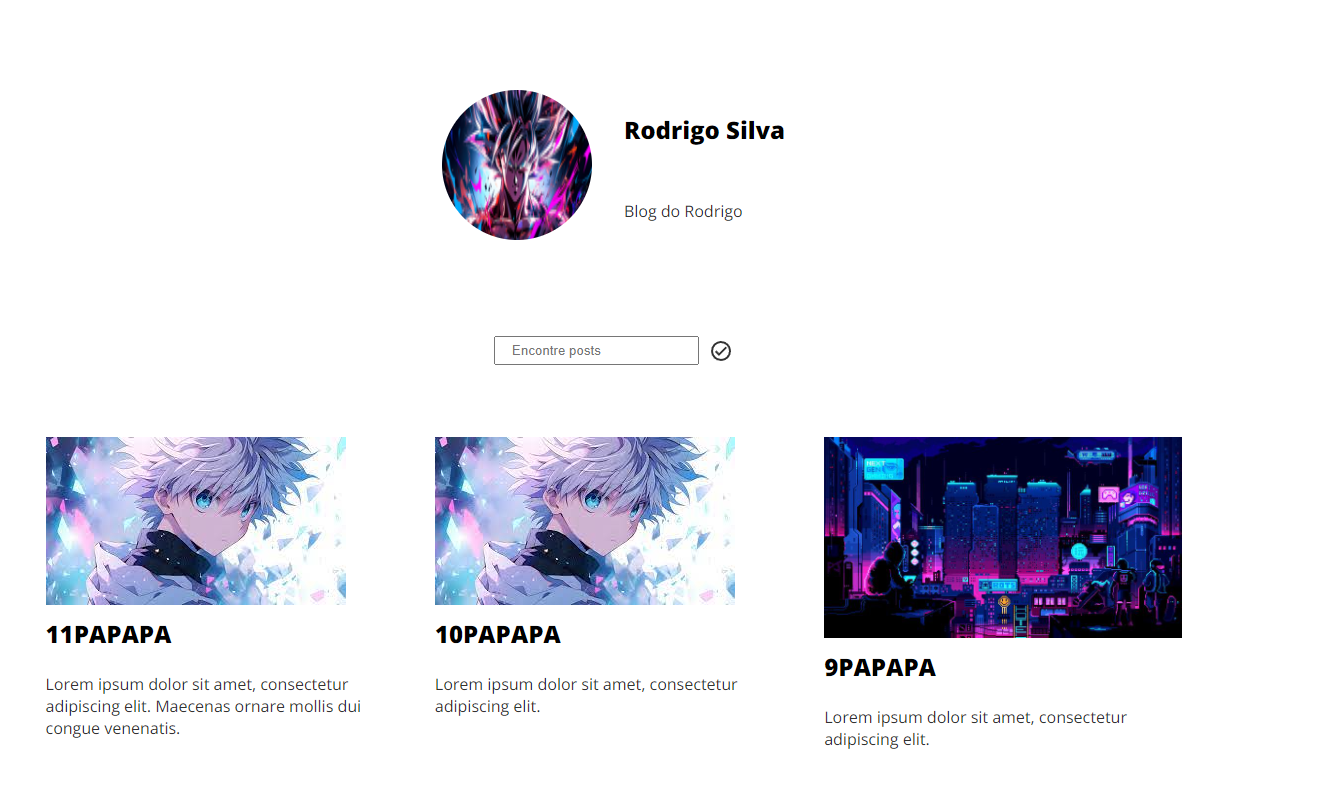 Rodrigo Silva
Blog do Rodrigo
Encontre posts
11PAPAPA
Lorem ipsum dolor sit amet, consectetur
adipiscing elit. Maecenas ornare mollis dui
congue venenatis.
10PAPAPA
Lorem ipsum dolor sit amet, consectetur
adipiscing elit.
9PAPAPA
Lorem ipsum dolor sit amet, consectetur
adipiscing elit.